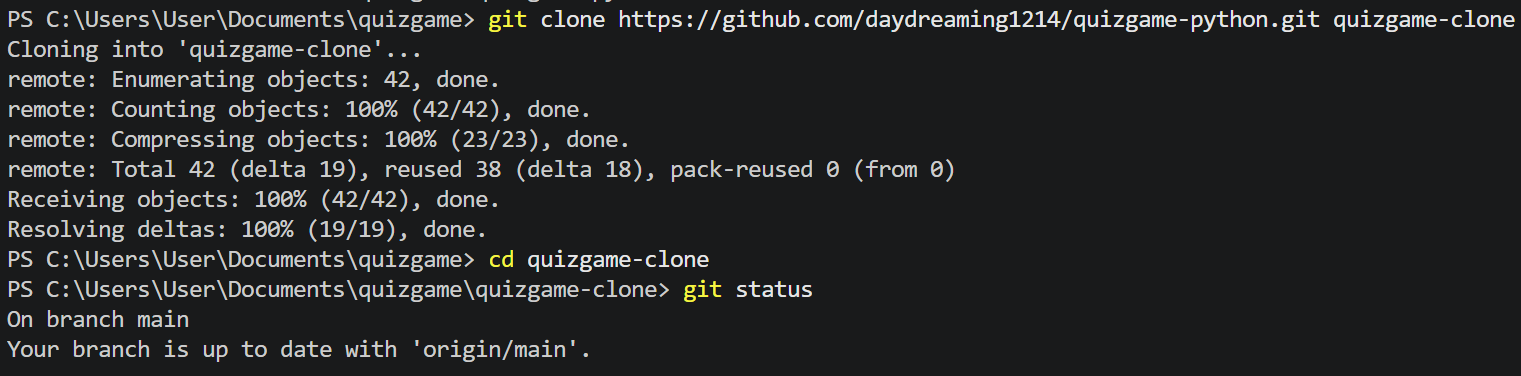 PS C:\Users\User\Documents\quizgame> git clone https://github.com/daydreaming1214/quizgame-python.git quizgame-clone
Cloning into 'quizgame-clone'...
remote: Enumerating objects: 42, done.
remote: Counting objects: 100% (42/42), done.
remote: Compressing objects: 100% (23/23), done.
remote: Total 42 (delta 19), reused 38 (delta 18), pack-reused 0 (from 0)
Receiving objects: 100% (42/42), done.
Resolving deltas: 100% (19/19), done.
PS C:\Users\User\Documents\quizgame> cd quizgame-clone
PS C:\Users\User\Documents\quizgame\quizgame-clone> git status
On branch main
Your branch is up to date with 'origin/main'.